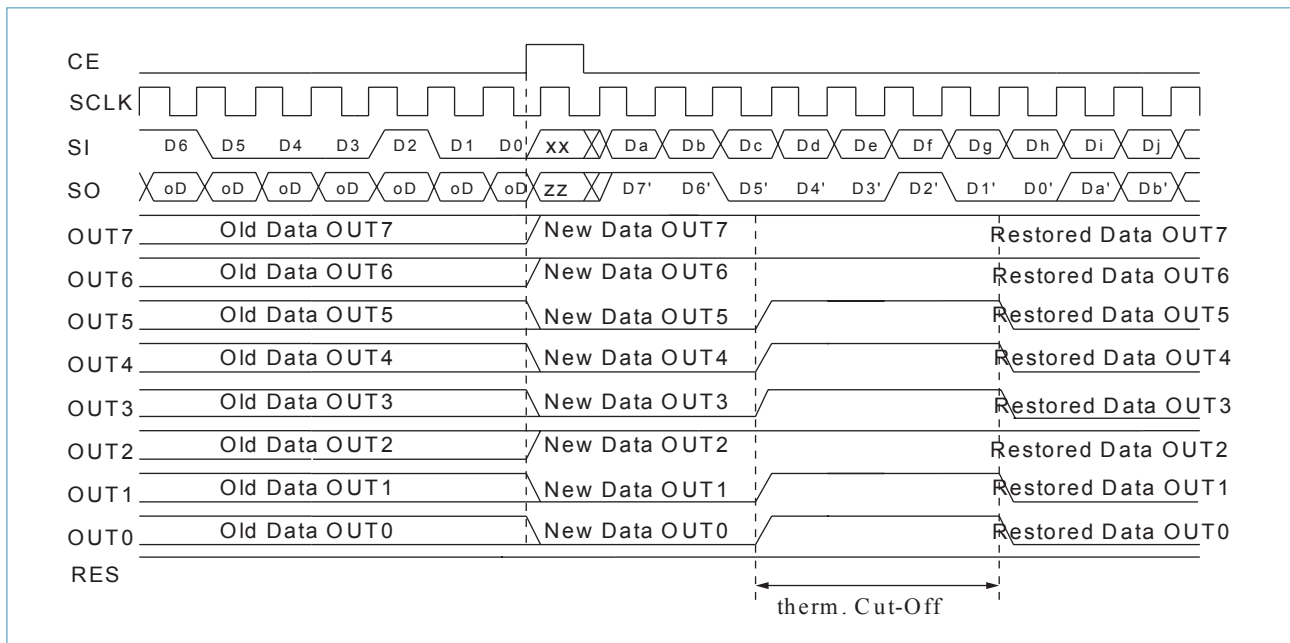 CE
SCLK
SI D6 D5 D4 D3 D2 D1 D0 xx Da Db Dc Dd De Df Dg Dh Di Dj
SO oD oD oD oD oD oD oD zz D7' D6' D5' D4' D3' D2' D1' D0' Da' Db'
OUT7 Old Data OUT7 New Data OUT7 Restored Data OUT7
OUT6 Old Data OUT6 New Data OUT6 Restored Data OUT6
OUT5 Old Data OUT5 New Data OUT5 Restored Data OUT5
OUT4 Old Data OUT4 New Data OUT4 Restored Data OUT4
OUT3 Old Data OUT3 New Data OUT3 Restored Data OUT3
OUT2 Old Data OUT2 New Data OUT2 Restored Data OUT2
OUT1 Old Data OUT1 New Data OUT1 Restored Data OUT1
OUT0 Old Data OUT0 New Data OUT0 Restored Data OUT0
RES
therm. Cut-Off